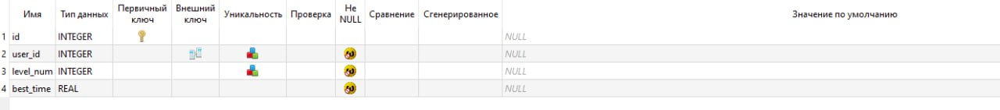 Имя Тип данных Первичный ключ Внешний ключ Уникальность Проверка Не NULL Сравнение Сгенерированное Значение по умолчанию
1 id INTEGER NULL
2 user_id INTEGER NULL
3 level_num INTEGER NULL
4 best_time REAL NULL